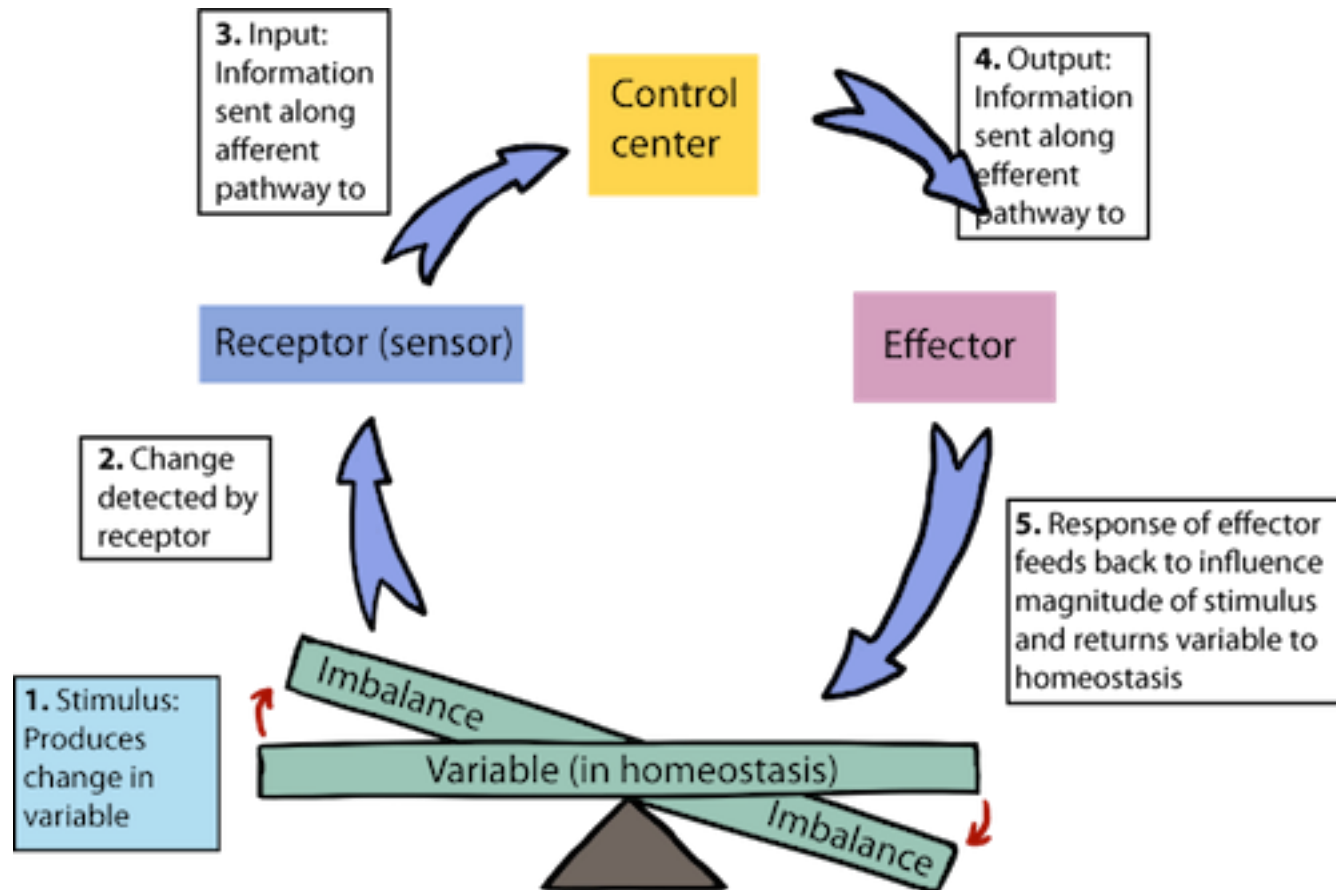 3. Input:
Information
sent along
afferent
pathway to
Control
center
4. Output:
Information
sent along
efferent
pathway to
Receptor (sensor)
Effector
2. Change
detected by
receptor
5. Response of effector
feeds back to influence
magnitude of stimulus
and returns variable to
homeostasis
1. Stimulus:
Produces
change in
variable
Imbalance
Variable (in homeostasis)
Imbalance